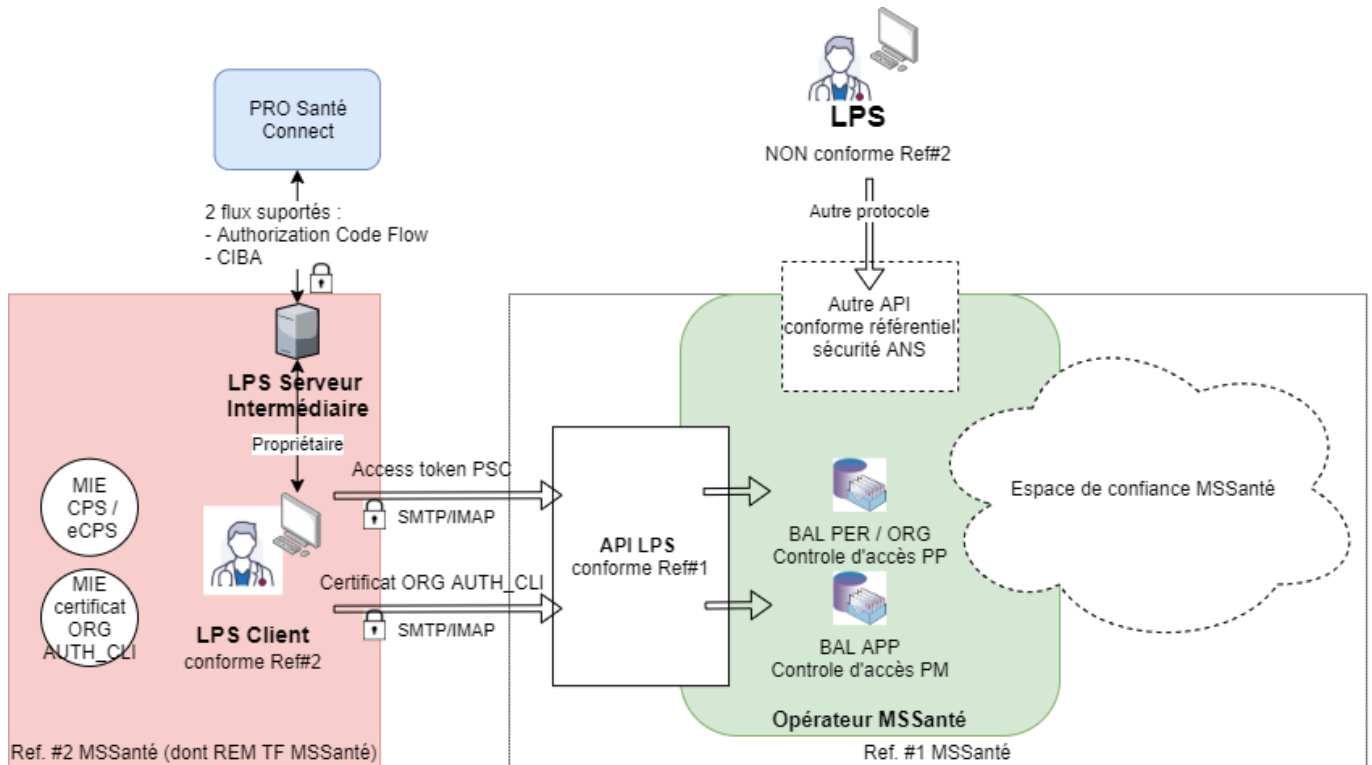 LPS
NON conforme Ref#2
Autre protocole
PRO Santé
Connect
2 flux suportés :
- Authorization Code Flow
- CIBA
LPS Serveur
Intermédiaire
Propriétaire
MIE
CPS /
eCPS
MIE
certificat
ORG
AUTH_CLI
LPS Client
conforme Ref#2
Ref. #2 MSSanté (dont REM TF MSSanté)
Access token PSC
SMTP/IMAP
Certificat ORG AUTH_CLI
SMTP/IMAP
API LPS
conforme Ref#1
Autre API
conforme référentiel
sécurité ANS
BAL PER / ORG
Controle d'accès PP
BAL APP
Controle d'accès PM
Opérateur MSSanté
Espace de confiance MSSanté
Ref. #1 MSSanté